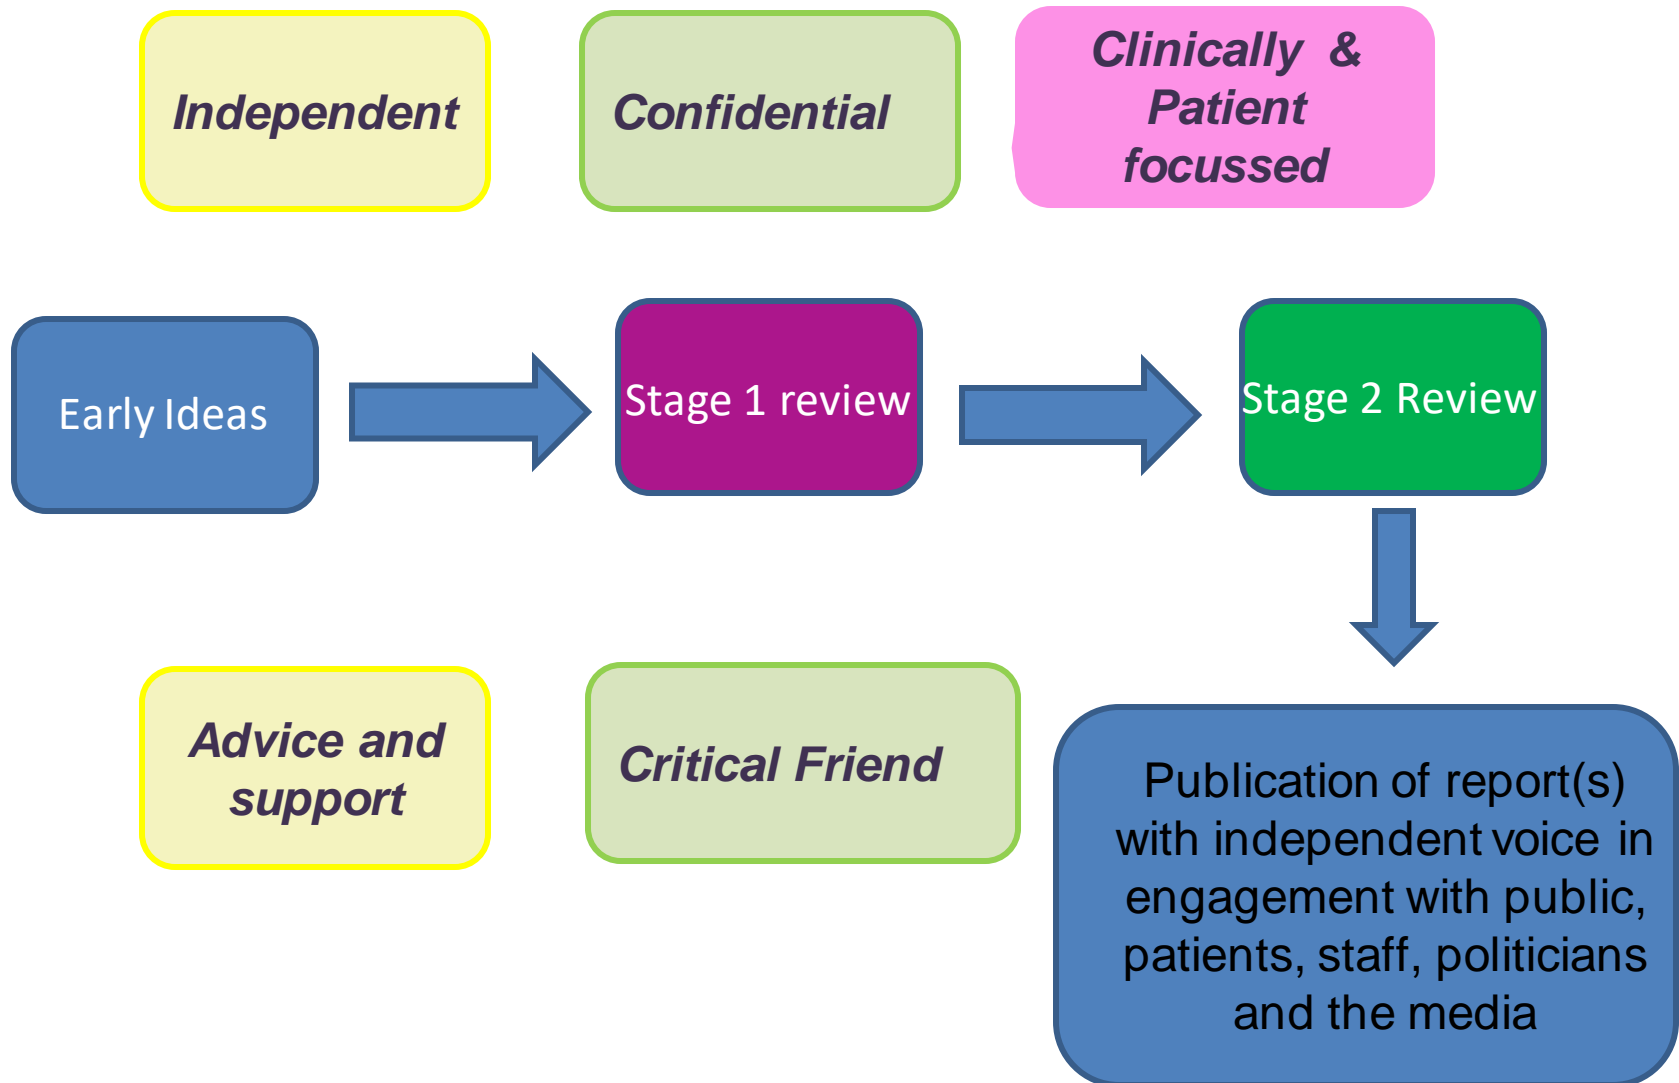 Independent
Confidential
Clinically & 
Patient
focussed
Early Ideas
Stage 1 review
Stage 2 Review
Advice and
support
Critical Friend
Publication of report(s)
with independent voice in
engagement with public,
patients, staff, politicians
and the media